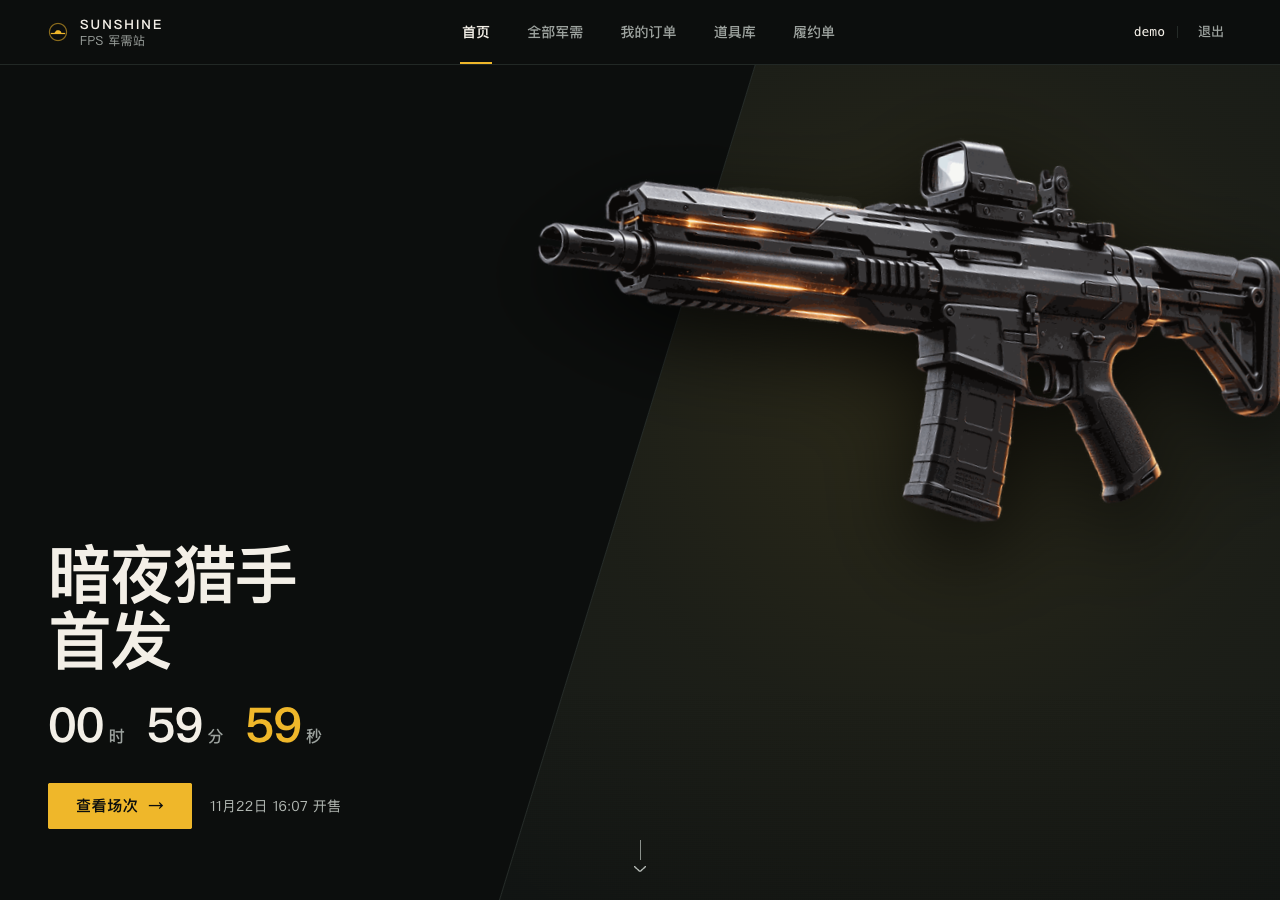 SUNSHINE
FPS 军需站
首页 全部军需 我的订单 道具库 履约单
demo 退出
暗夜猎手
首发
00 时 59 分 59 秒
查看场次 →
11月22日 16:07 开售